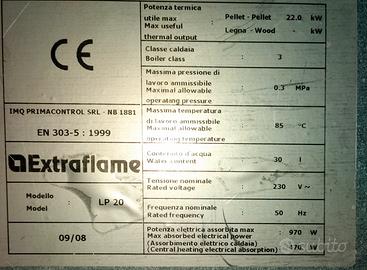 CE
IMQ PRIMACONTROL SRL - NB 1881
EN 303-5 : 1999
Extraflame
Modello
Model
LP 20
09/08
Potenza termica
utile max
Max useful
thermal output
Pellet - Pellet 22.0 kW
Legna - Wood - kW
Classe caldaia
Boiler class
3
Massima pressione di
lavoro ammissibile
Maximal allowable
operating pressure
0.3 MPa
Massima temperatura
di lavoro ammissibile
Maximal allowable
operating temperature
85 °C
Contenuto d'acqua
Water content
30 l
Tensione nominale
Rated voltage
230 V ~
Frequenza nominale
Rated frequency
50 Hz
Potenza elettrica assorbita max
Max absorbed electrical power
970 W
(Assorbimento elettrico caldaia)
(Central heating electrical absorption)
470 W
subito